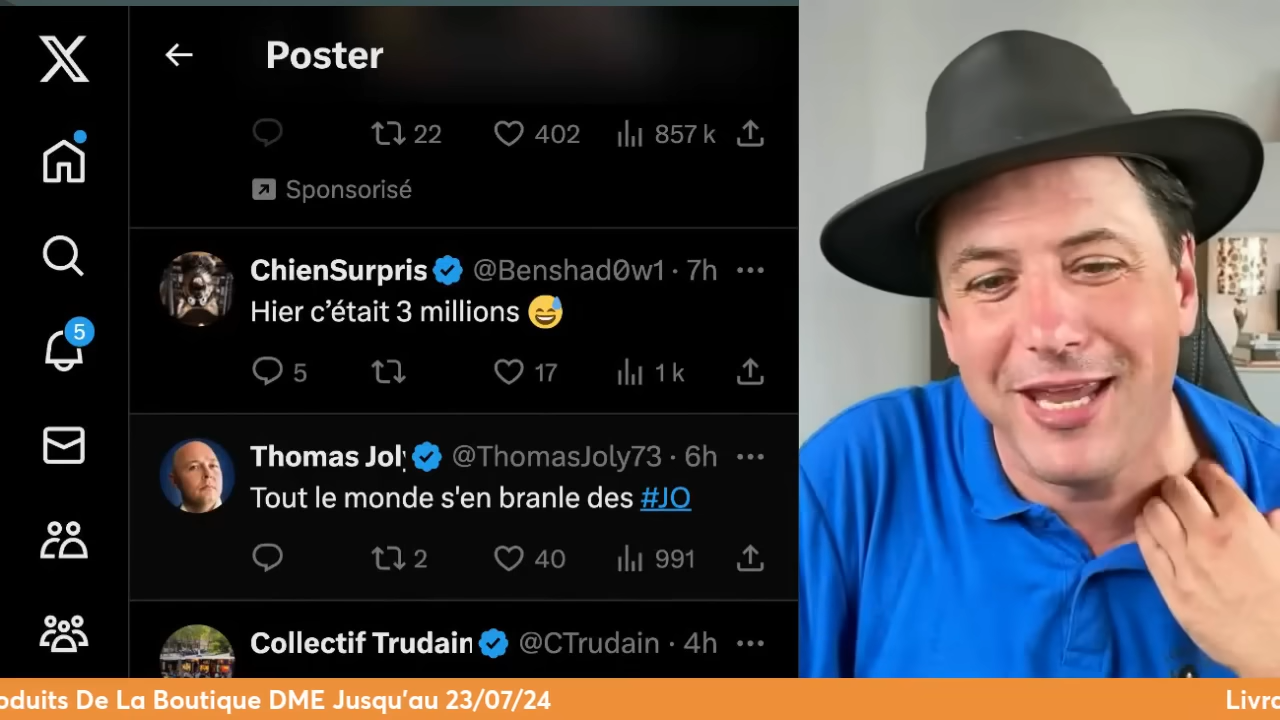 Poster
22 402 857 k
Sponsorisé
ChienSurpris @Benshad0w1 · 7h
Hier c’était 3 millions 😅
5 17 1 k
5
Thomas Joly @ThomasJoly73 · 6h
Tout le monde s'en branle des #JO
2 40 991
Collectif Trudain @CTrudain · 4h
oduits De La Boutique DME Jusqu’au 23/07/24 Livra